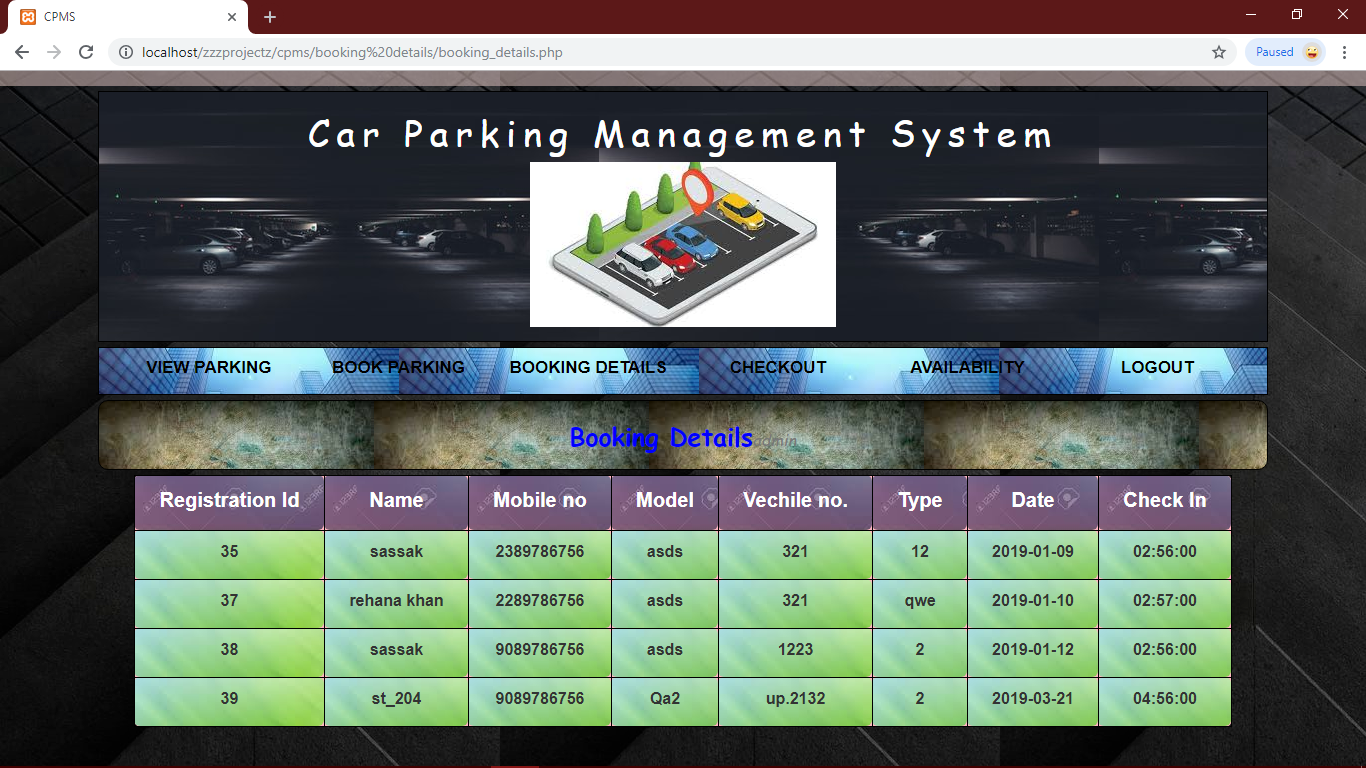 CPMS
localhost/zzzprojectz/cpms/booking%20details/booking_details.php
Paused
Car Parking Management System
VIEW PARKING BOOK PARKING BOOKING DETAILS CHECKOUT AVAILABILITY LOGOUT
Booking Details admin
Registration Id Name Mobile no Model Vechile no. Type Date Check In
35 sassak 2389786756 asds 321 12 2019-01-09 02:56:00
37 rehana khan 2289786756 asds 321 qwe 2019-01-10 02:57:00
38 sassak 9089786756 asds 1223 2 2019-01-12 02:56:00
39 st_204 9089786756 Qa2 up.2132 2 2019-03-21 04:56:00